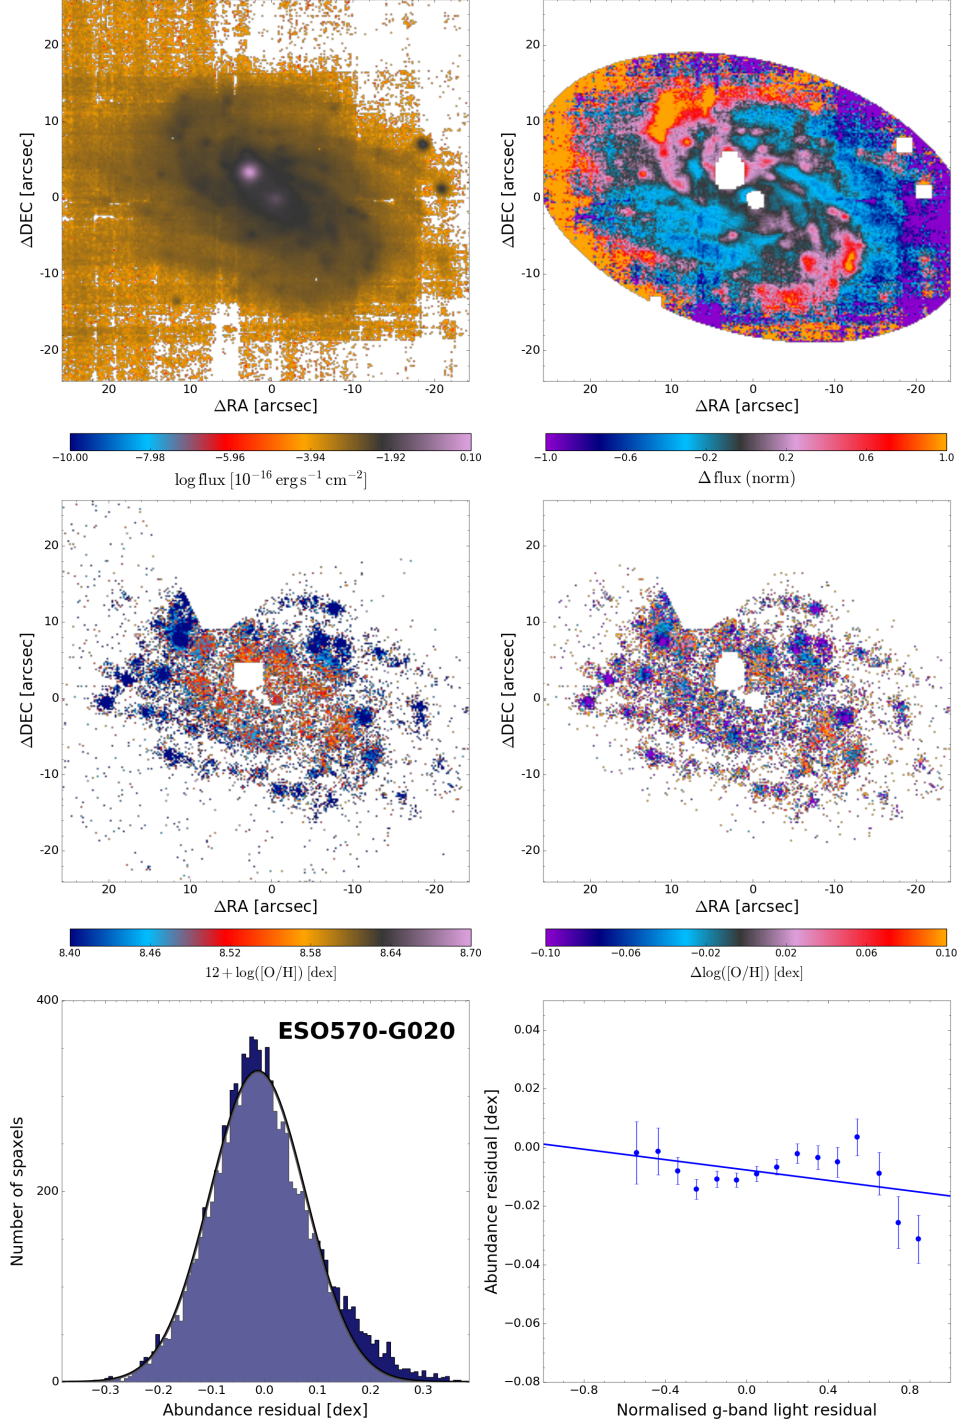 20
10
0
-10
-20
ΔDEC [arcsec]
20 10 0 -10 -20
ΔRA [arcsec]
20
10
0
-10
-20
ΔDEC [arcsec]
20 10 0 -10 -20
ΔRA [arcsec]
−10.00 −7.98 −5.96 −3.94 −1.92 0.10
log flux [10⁻¹⁶ erg s⁻¹ cm⁻²]
−1.0 −0.6 −0.2 0.2 0.6 1.0
Δ flux (norm)
20
10
0
-10
-20
ΔDEC [arcsec]
20 10 0 -10 -20
ΔRA [arcsec]
20
10
0
-10
-20
ΔDEC [arcsec]
20 10 0 -10 -20
ΔRA [arcsec]
8.40 8.46 8.52 8.58 8.64 8.70
12 + log([O/H]) [dex]
−0.10 −0.06 −0.02 0.02 0.06 0.10
Δlog([O/H]) [dex]
400
200
0
Number of spaxels
ESO570-G020
−0.3 −0.2 −0.1 0.0 0.1 0.2 0.3
Abundance residual [dex]
0.04
0.02
0.00
−0.02
−0.04
−0.06
−0.08
Abundance residual [dex]
−0.8 −0.4 0.0 0.4 0.8
Normalised g-band light residual